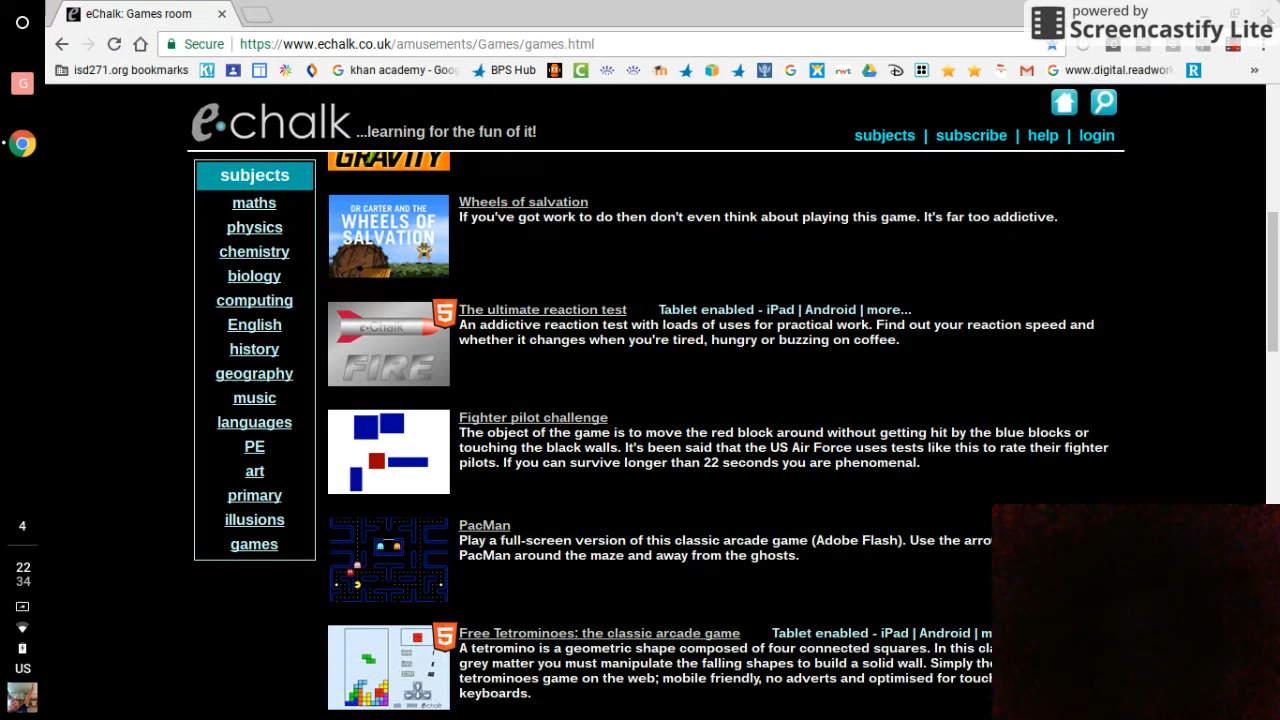 eChalk: Games room
powered by
Screencastify Lite
Secure
https://www.echalk.co.uk/amusements/Games/games.html
isd271.org bookmarks
khan academy - Goo
BPS Hub
rwt
www.digital.readwor
R
»
e·chalk ...learning for the fun of it!
subjects | subscribe | help | login
subjects
maths
physics
chemistry
biology
computing
English
history
geography
music
languages
PE
art
primary
illusions
games
GRAVITY
DR CARTER AND THE
WHEELS OF
SALVATION
Wheels of salvation
If you've got work to do then don't even think about playing this game. It's far too addictive.
e·Chalk
FIRE
5
The ultimate reaction test
Tablet enabled - iPad | Android | more...
An addictive reaction test with loads of uses for practical work. Find out your reaction speed and
whether it changes when you're tired, hungry or buzzing on coffee.
Fighter pilot challenge
The object of the game is to move the red block around without getting hit by the blue blocks or
touching the black walls. It's been said that the US Air Force uses tests like this to rate their fighter
pilots. If you can survive longer than 22 seconds you are phenomenal.
PacMan
Play a full-screen version of this classic arcade game (Adobe Flash). Use the arro
PacMan around the maze and away from the ghosts.
5
Free Tetrominoes: the classic arcade game
Tablet enabled - iPad | Android | m
A tetromino is a geometric shape composed of four connected squares. In this cla
grey matter you must manipulate the falling shapes to build a solid wall. Simply the
tetrominoes game on the web; mobile friendly, no adverts and optimised for touch
keyboards.
G
4
22
34
US